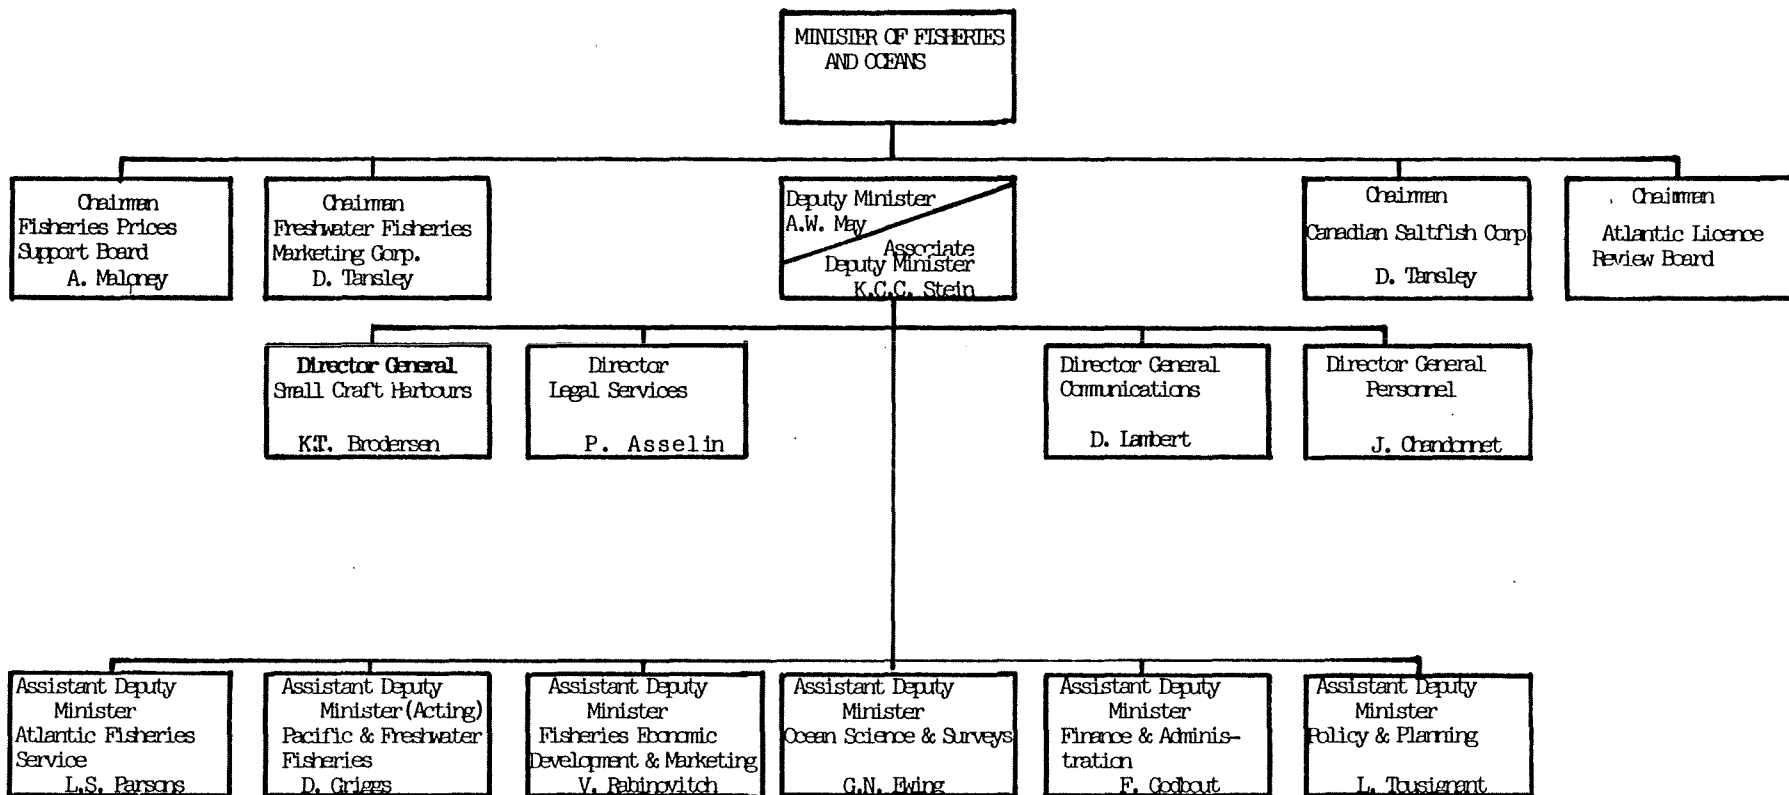 MINISTER OF FISHERIES
AND OCEANS
Chairman
Fisheries Prices
Support Board
A. Maloney
Chairman
Freshwater Fisheries
Marketing Corp.
D. Tansley
Deputy Minister
A.W. May
Associate
Deputy Minister
K.C.C. Stein
Chairman
Canadian Saltfish Corp
D. Tansley
Chairman
Atlantic Licence
Review Board
Director General
Small Craft Harbours
K.T. Brodersen
Director
Legal Services
P. Asselin
Director General
Communications
D. Lambert
Director General
Personnel
J. Chandonnet
Assistant Deputy
Minister
Atlantic Fisheries
Service
L.S. Parsons
Assistant Deputy
Minister (Acting)
Pacific & Freshwater
Fisheries
D. Griggs
Assistant Deputy
Minister
Fisheries Economic
Development & Marketing
V. Rabinovitch
Assistant Deputy
Minister
Ocean Science & Surveys
G.N. Ewing
Assistant Deputy
Minister
Finance & Adminis-
tration
F. Godbout
Assistant Deputy
Minister
Policy & Planning
L. Tousignant